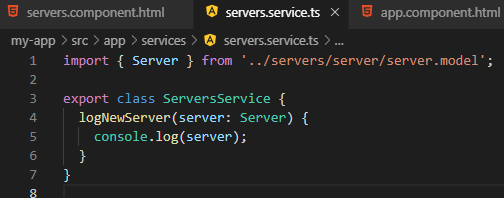 servers.component.html
servers.service.ts
app.component.html
my-app > src > app > services > servers.service.ts > ...
1 import { Server } from '../servers/server/server.model';
2
3 export class ServersService {
4 logNewServer(server: Server) {
5 console.log(server);
6 }
7 }
8